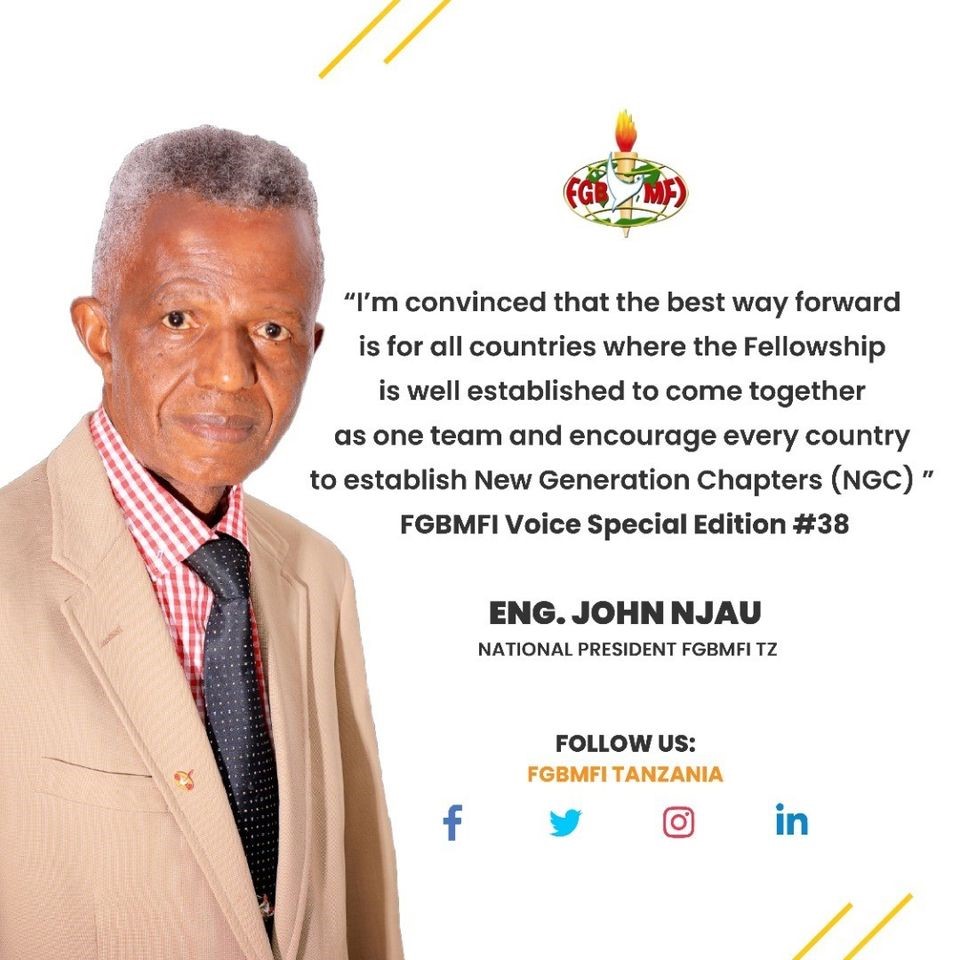 FGB MFI
“I’m convinced that the best way forward
is for all countries where the Fellowship
is well established to come together
as one team and encourage every country
to establish New Generation Chapters (NGC) ”
FGBMFI Voice Special Edition #38
ENG. JOHN NJAU
NATIONAL PRESIDENT FGBMFI TZ
FOLLOW US:
FGBMFI TANZANIA